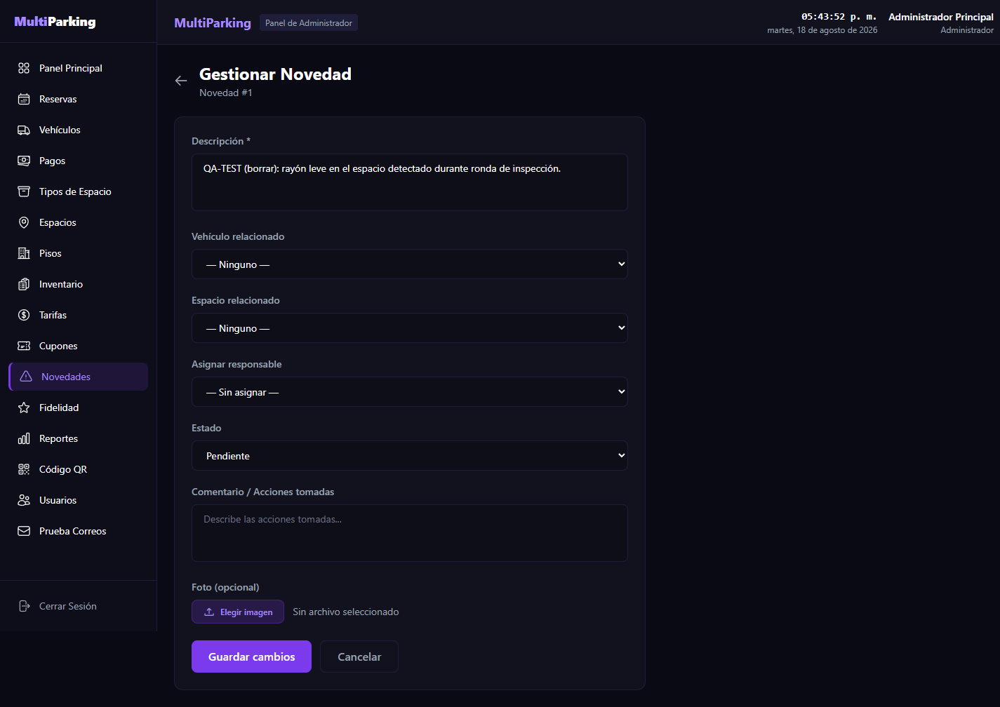 MultiParking
Panel Principal
Reservas
Vehículos
Pagos
Tipos de Espacio
Espacios
Pisos
Inventario
Tarifas
Cupones
Novedades
Fidelidad
Reportes
Código QR
Usuarios
Prueba Correos
Cerrar Sesión
MultiParking
Panel de Administrador
05:43:52 p. m.
martes, 18 de agosto de 2026
Administrador Principal
Administrador
Gestionar Novedad
Novedad #1
Descripción *
QA-TEST (borrar): rayón leve en el espacio detectado durante ronda de inspección.
Vehículo relacionado
— Ninguno —
Espacio relacionado
— Ninguno —
Asignar responsable
— Sin asignar —
Estado
Pendiente
Comentario / Acciones tomadas
Describe las acciones tomadas...
Foto (opcional)
Elegir imagen
Sin archivo seleccionado
Guardar cambios
Cancelar